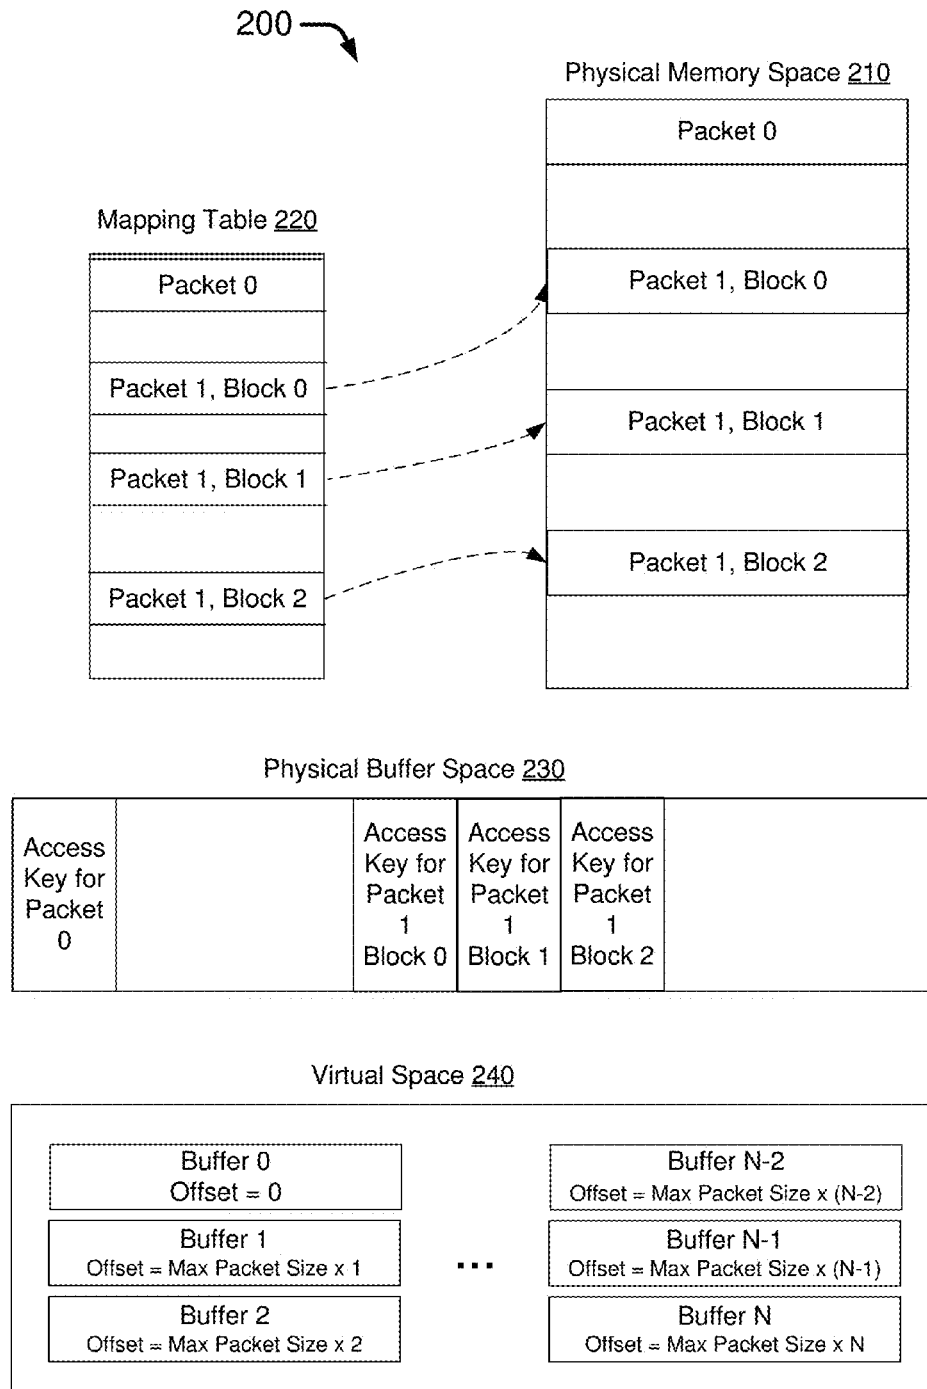 200
Physical Memory Space 210
Packet 0
Packet 1, Block 0
Packet 1, Block 1
Packet 1, Block 2
Mapping Table 220
Packet 0
Packet 1, Block 0
Packet 1, Block 1
Packet 1, Block 2
Physical Buffer Space 230
Access
Key for
Packet
0
Access
Key for
Packet
1
Block 0
Access
Key for
Packet
1
Block 1
Access
Key for
Packet
1
Block 2
Virtual Space 240
Buffer 0
Offset = 0
Buffer 1
Offset = Max Packet Size x 1
Buffer 2
Offset = Max Packet Size x 2
...
Buffer N-2
Offset = Max Packet Size x (N-2)
Buffer N-1
Offset = Max Packet Size x (N-1)
Buffer N
Offset = Max Packet Size x N